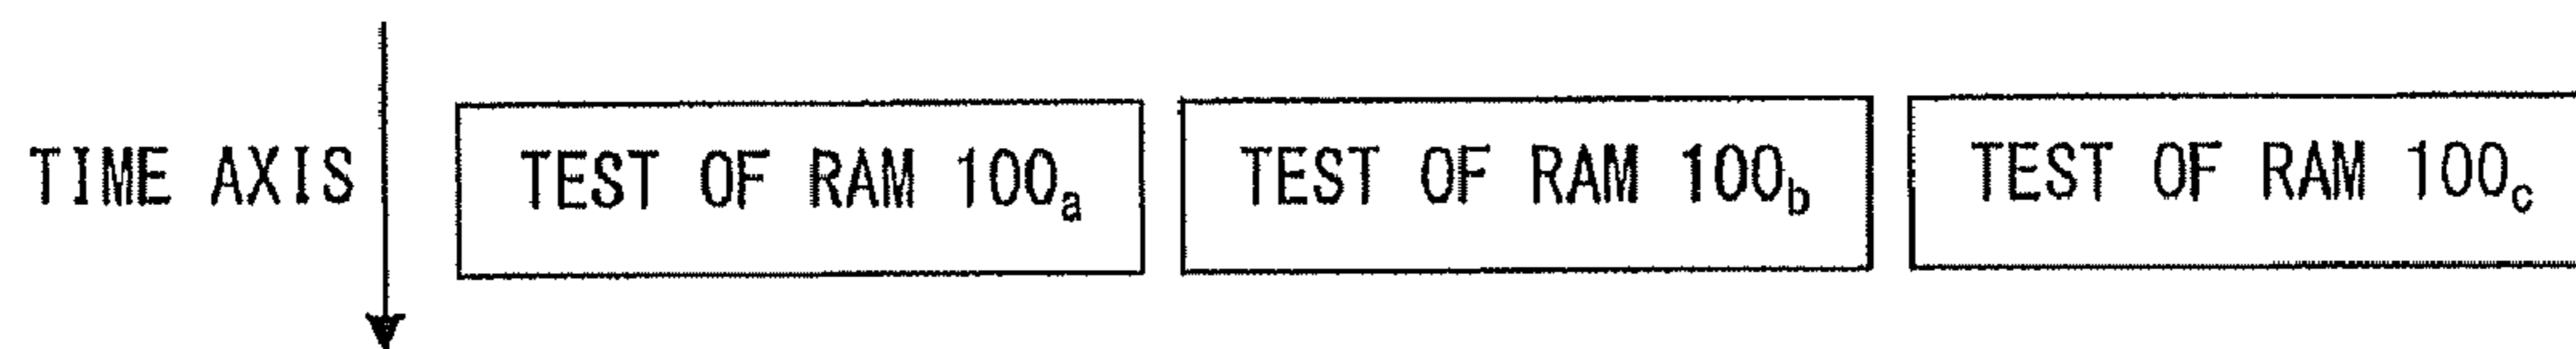 TIME AXIS TEST OF RAM 100a TEST OF RAM 100b TEST OF RAM 100c